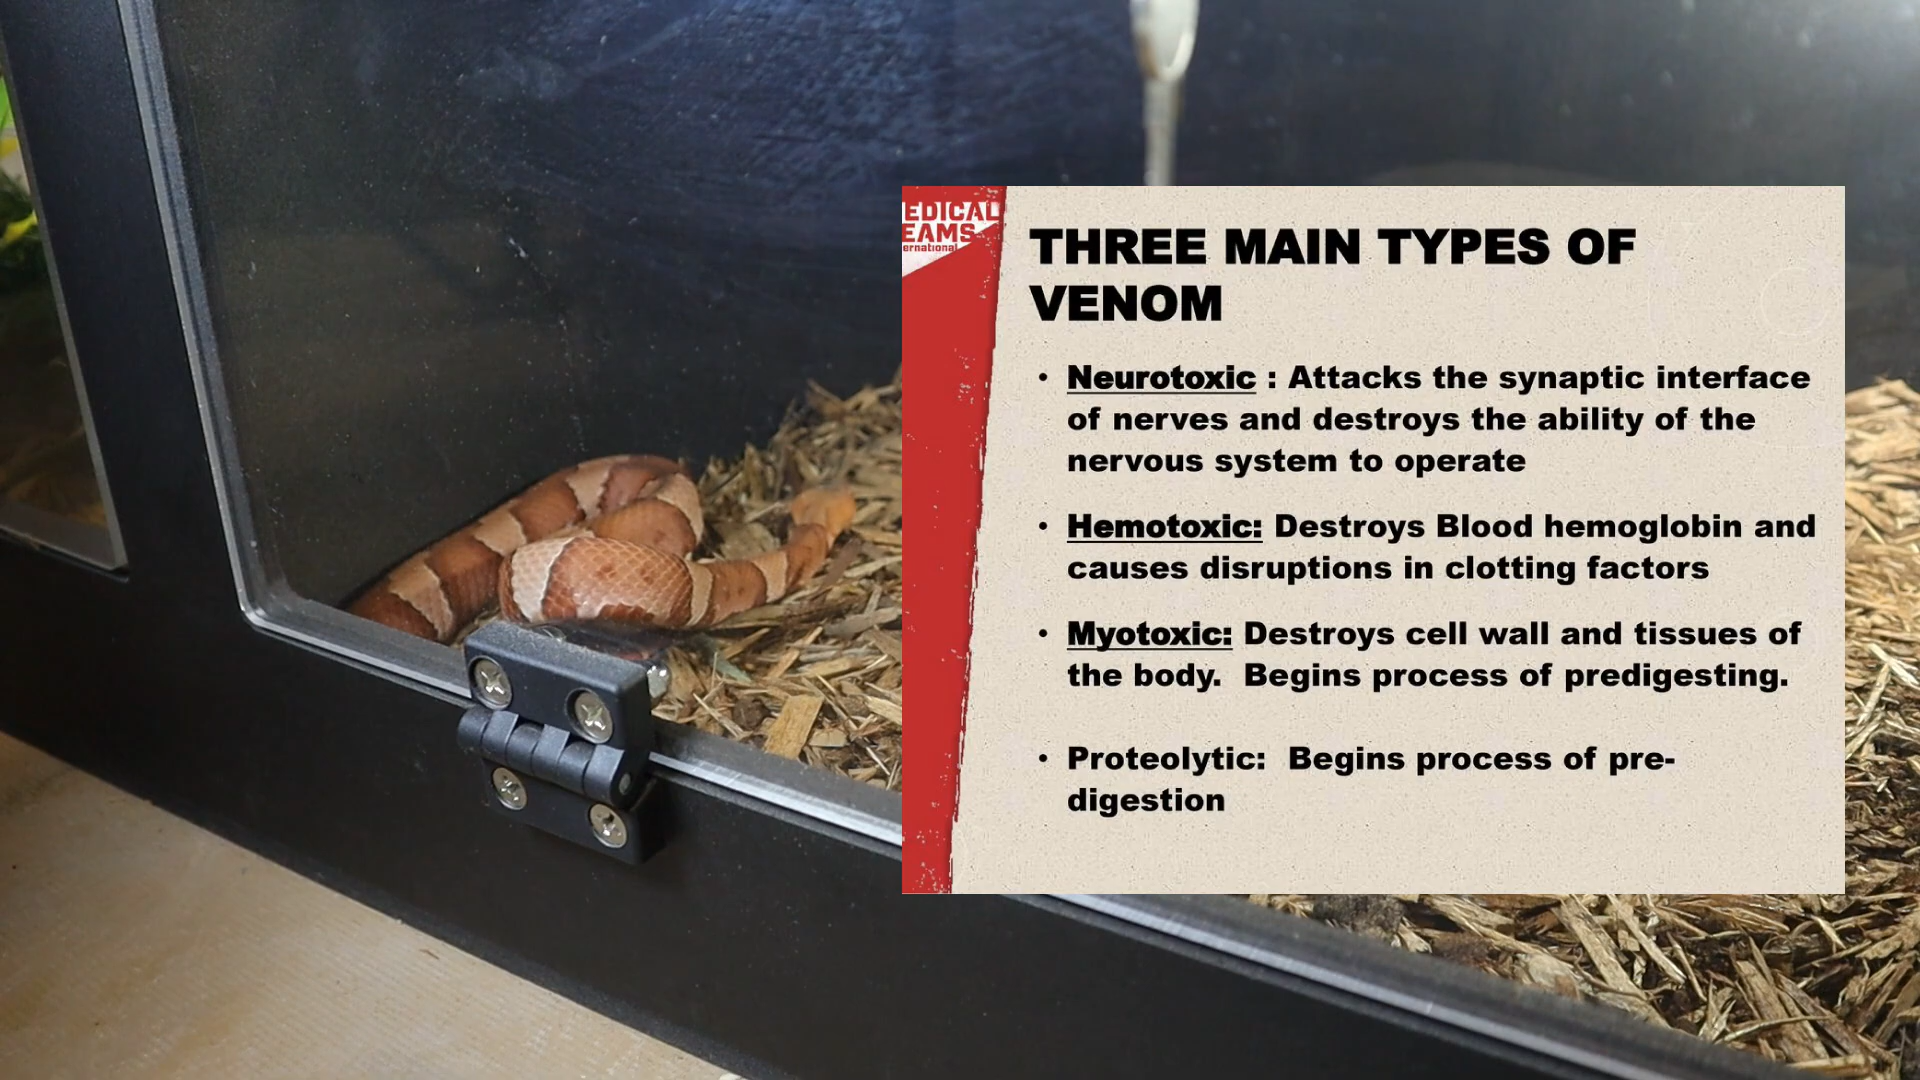 EDICAL
EAMS
ernational
THREE MAIN TYPES OF
VENOM
• Neurotoxic : Attacks the synaptic interface
of nerves and destroys the ability of the
nervous system to operate
• Hemotoxic: Destroys Blood hemoglobin and
causes disruptions in clotting factors
• Myotoxic: Destroys cell wall and tissues of
the body.  Begins process of predigesting.
• Proteolytic:  Begins process of pre-
digestion